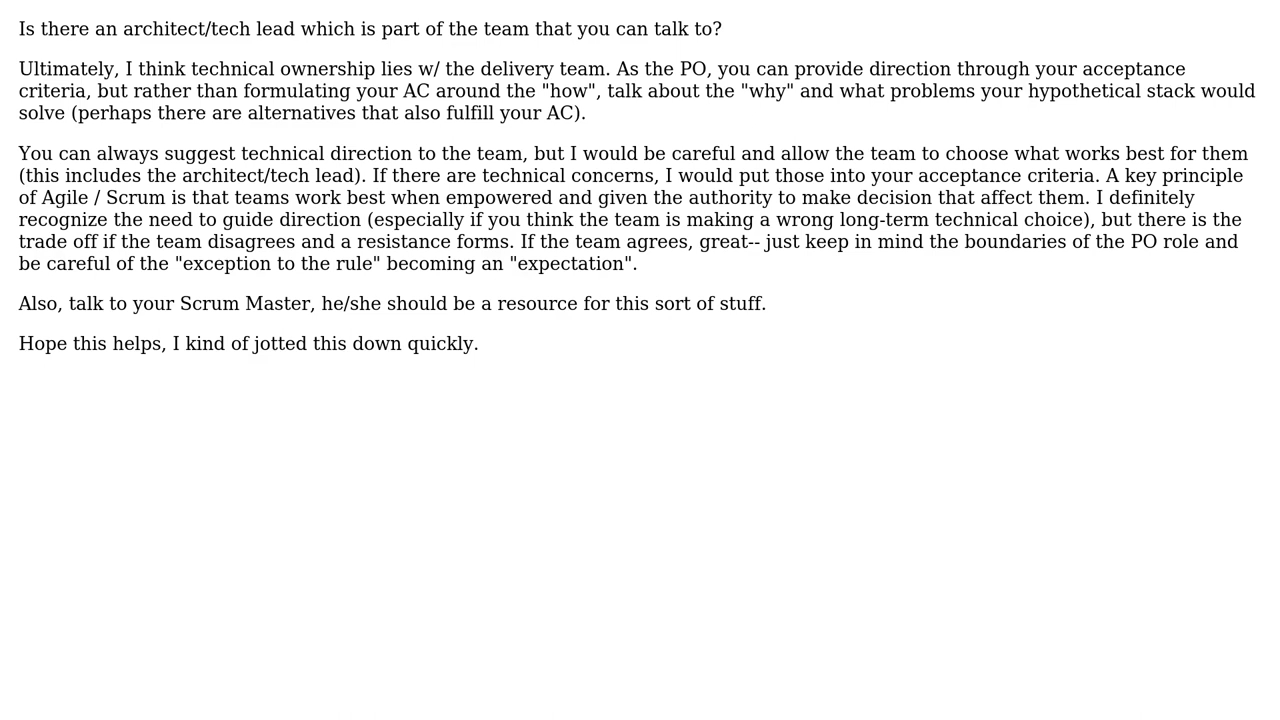 Is there an architect/tech lead which is part of the team that you can talk to?
Ultimately, I think technical ownership lies w/ the delivery team. As the PO, you can provide direction through your acceptance
criteria, but rather than formulating your AC around the "how", talk about the "why" and what problems your hypothetical stack would
solve (perhaps there are alternatives that also fulfill your AC).
You can always suggest technical direction to the team, but I would be careful and allow the team to choose what works best for them
(this includes the architect/tech lead). If there are technical concerns, I would put those into your acceptance criteria. A key principle
of Agile / Scrum is that teams work best when empowered and given the authority to make decision that affect them. I definitely
recognize the need to guide direction (especially if you think the team is making a wrong long-term technical choice), but there is the
trade off if the team disagrees and a resistance forms. If the team agrees, great-- just keep in mind the boundaries of the PO role and
be careful of the "exception to the rule" becoming an "expectation".
Also, talk to your Scrum Master, he/she should be a resource for this sort of stuff.
Hope this helps, I kind of jotted this down quickly.